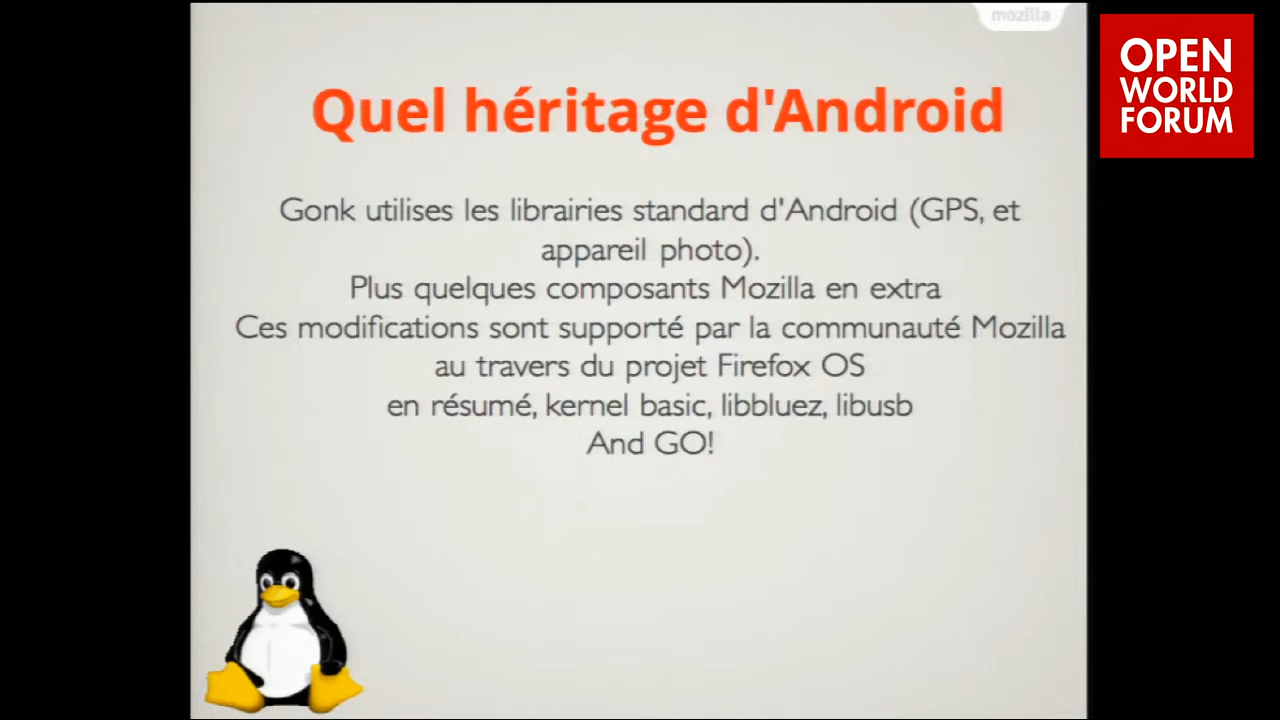 mozilla
OPEN
WORLD
FORUM
Quel héritage d'Android
Gonk utilises les librairies standard d'Android (GPS, et
appareil photo).
Plus quelques composants Mozilla en extra
Ces modifications sont supporté par la communauté Mozilla
au travers du projet Firefox OS
en résumé, kernel basic, libbluez, libusb
And GO!